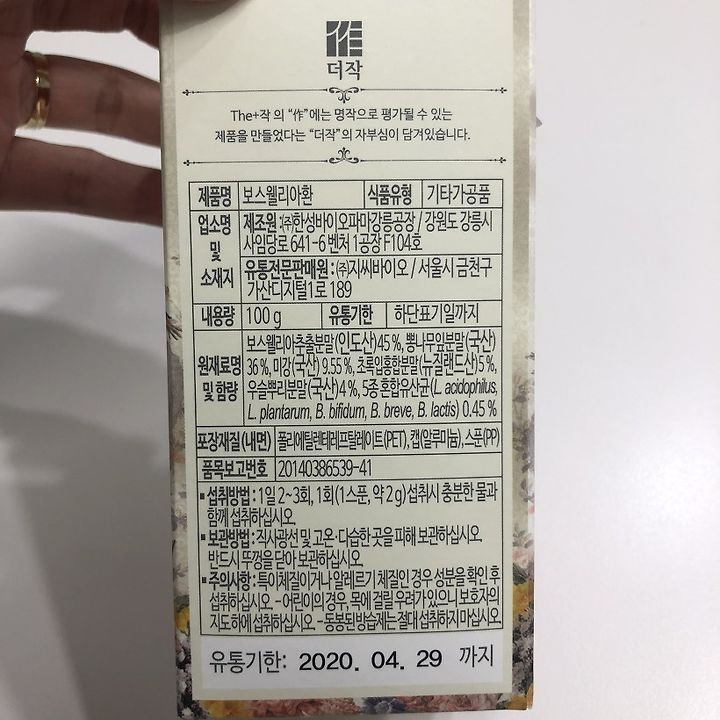 더작
The+작 의 “作”에는 명작으로 평가될 수 있는
제품을 만들었다는 “더작”의 자부심이 담겨있습니다.
제품명 보스웰리아환 식품유형 기타가공품
업소명 및 소재지
제조원 : ㈜한성바이오파마강릉공장 / 강원도 강릉시
사임당로 641-6 벤처 1공장 F104호
유통전문판매원 : ㈜지씨바이오 / 서울시 금천구
가산디지털1로 189
내용량 100 g 유통기한 하단표기일까지
원재료명 및 함량
보스웰리아추출분말(인도산)45 %, 뽕나무잎분말(국산)
36 %, 미강(국산) 9.55 %, 초록입홍합분말(뉴질랜드산)5 %,
우슬뿌리분말(국산)4 %, 5종 혼합유산균(L. acidophilus,
L. plantarum, B. bifidum, B. breve, B. lactis) 0.45 %
포장재질 (내면) 폴리에틸렌테레프탈레이트(PET), 캡(알루미늄), 스푼(PP)
품목보고번호 20140386539-41
▪ 섭취방법 : 1일 2~3회, 1회(1스푼, 약 2 g) 섭취시 충분한 물과
함께 섭취하십시오.
▪ 보관방법 : 직사광선 및 고온·다습한 곳을 피해 보관하십시오.
반드시 뚜껑을 닫아 보관하십시오.
▪ 주의사항 : 특이체질이거나 알레르기 체질인 경우 성분을 확인 후
섭취하십시오. -어린이의 경우, 목에 걸릴 우려가 있으니 보호자의
지도하에 섭취하십시오. -동봉된 방습제는 절대 섭취하지 마십시오.
유통기한: 2020. 04. 29 까지